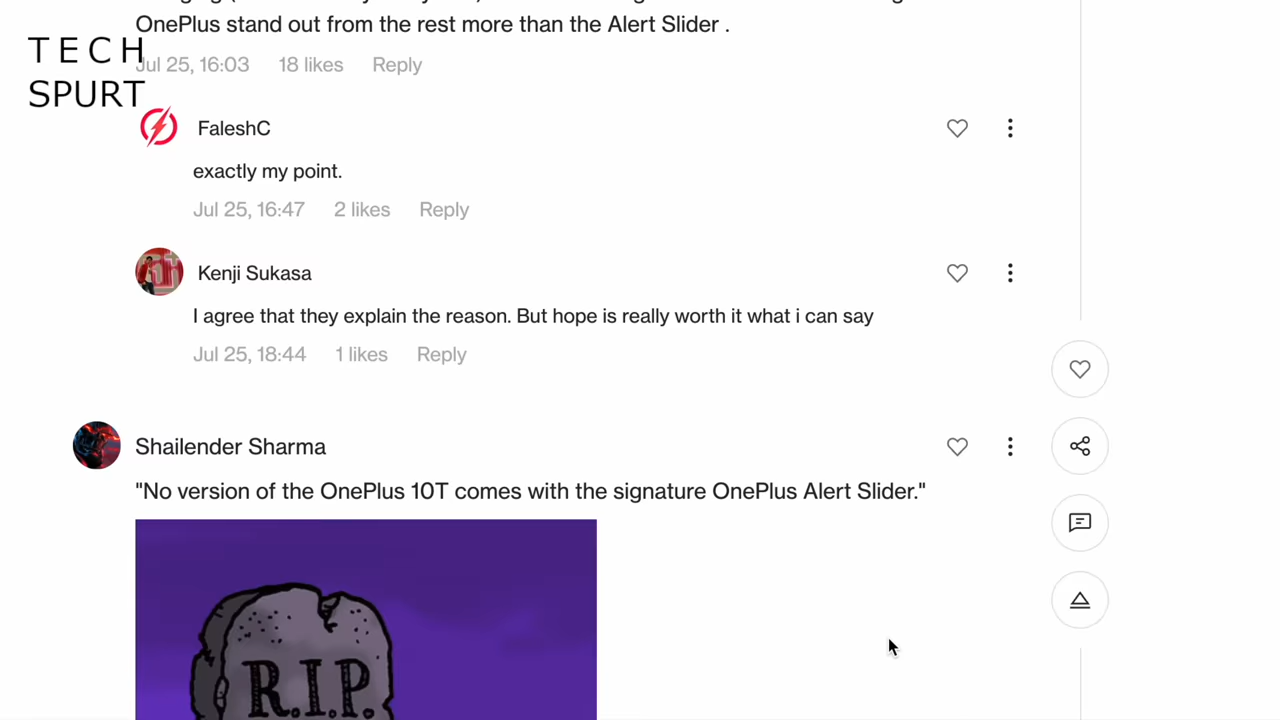 OnePlus stand out from the rest more than the Alert Slider .
TECH
SPURT
Jul 25, 16:03 18 likes Reply
FaleshC
exactly my point.
Jul 25, 16:47 2 likes Reply
Kenji Sukasa
I agree that they explain the reason. But hope is really worth it what i can say
Jul 25, 18:44 1 likes Reply
Shailender Sharma
"No version of the OnePlus 10T comes with the signature OnePlus Alert Slider."
R.I.P.